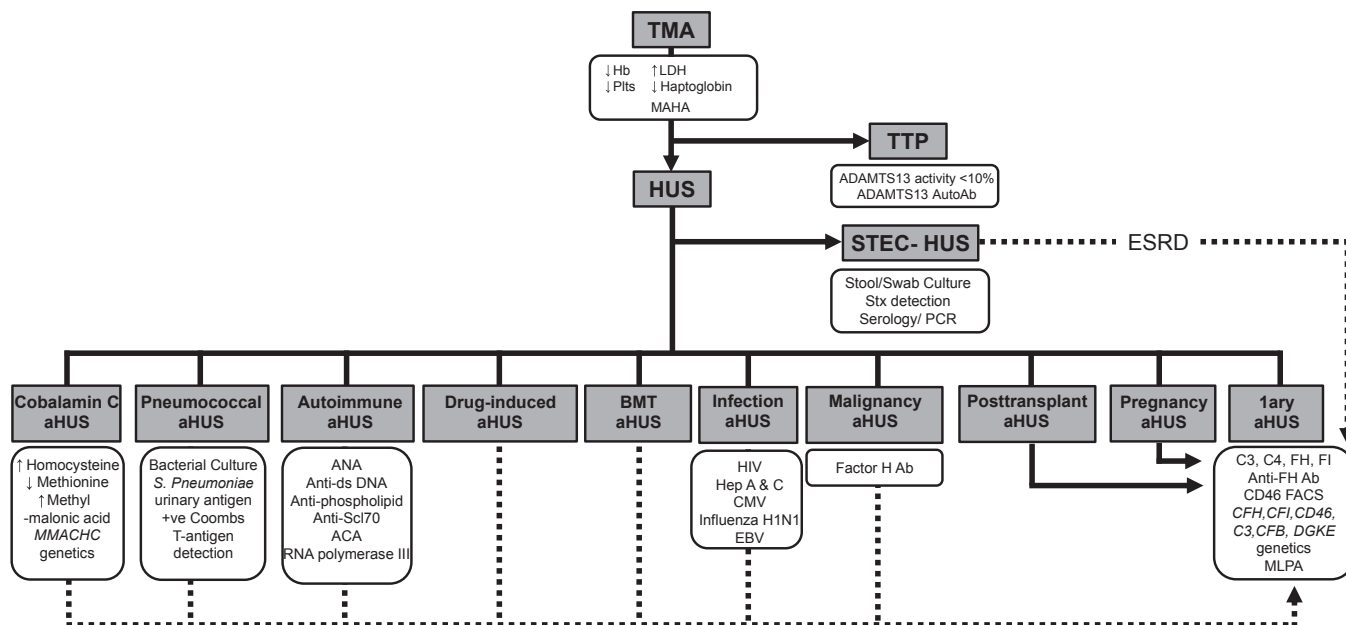 TMA
↓Hb ↑LDH
↓Plts ↓Haptoglobin
MAHA
TTP
ADAMTS13 activity <10%
ADAMTS13 AutoAb
HUS
STEC- HUS
ESRD
Stool/Swab Culture
Stx detection
Serology/ PCR
Cobalamin C
aHUS
↑Homocysteine
↓ Methionine
↑Methyl
-malonic acid
MMACHC
genetics
Pneumococcal
aHUS
Bacterial Culture
S. Pneumoniae
urinary antigen
+ve Coombs
T-antigen
detection
Autoimmune
aHUS
ANA
Anti-ds DNA
Anti-phospholipid
Anti-Scl70
ACA
RNA polymerase III
Drug-induced
aHUS
BMT
aHUS
Infection
aHUS
HIV
Hep A & C
CMV
Influenza H1N1
EBV
Malignancy
aHUS
Factor H Ab
Posttransplant
aHUS
Pregnancy
aHUS
1ary
aHUS
C3, C4, FH, FI
Anti-FH Ab
CD46 FACS
CFH,CFI,CD46,
C3,CFB, DGKE
genetics
MLPA